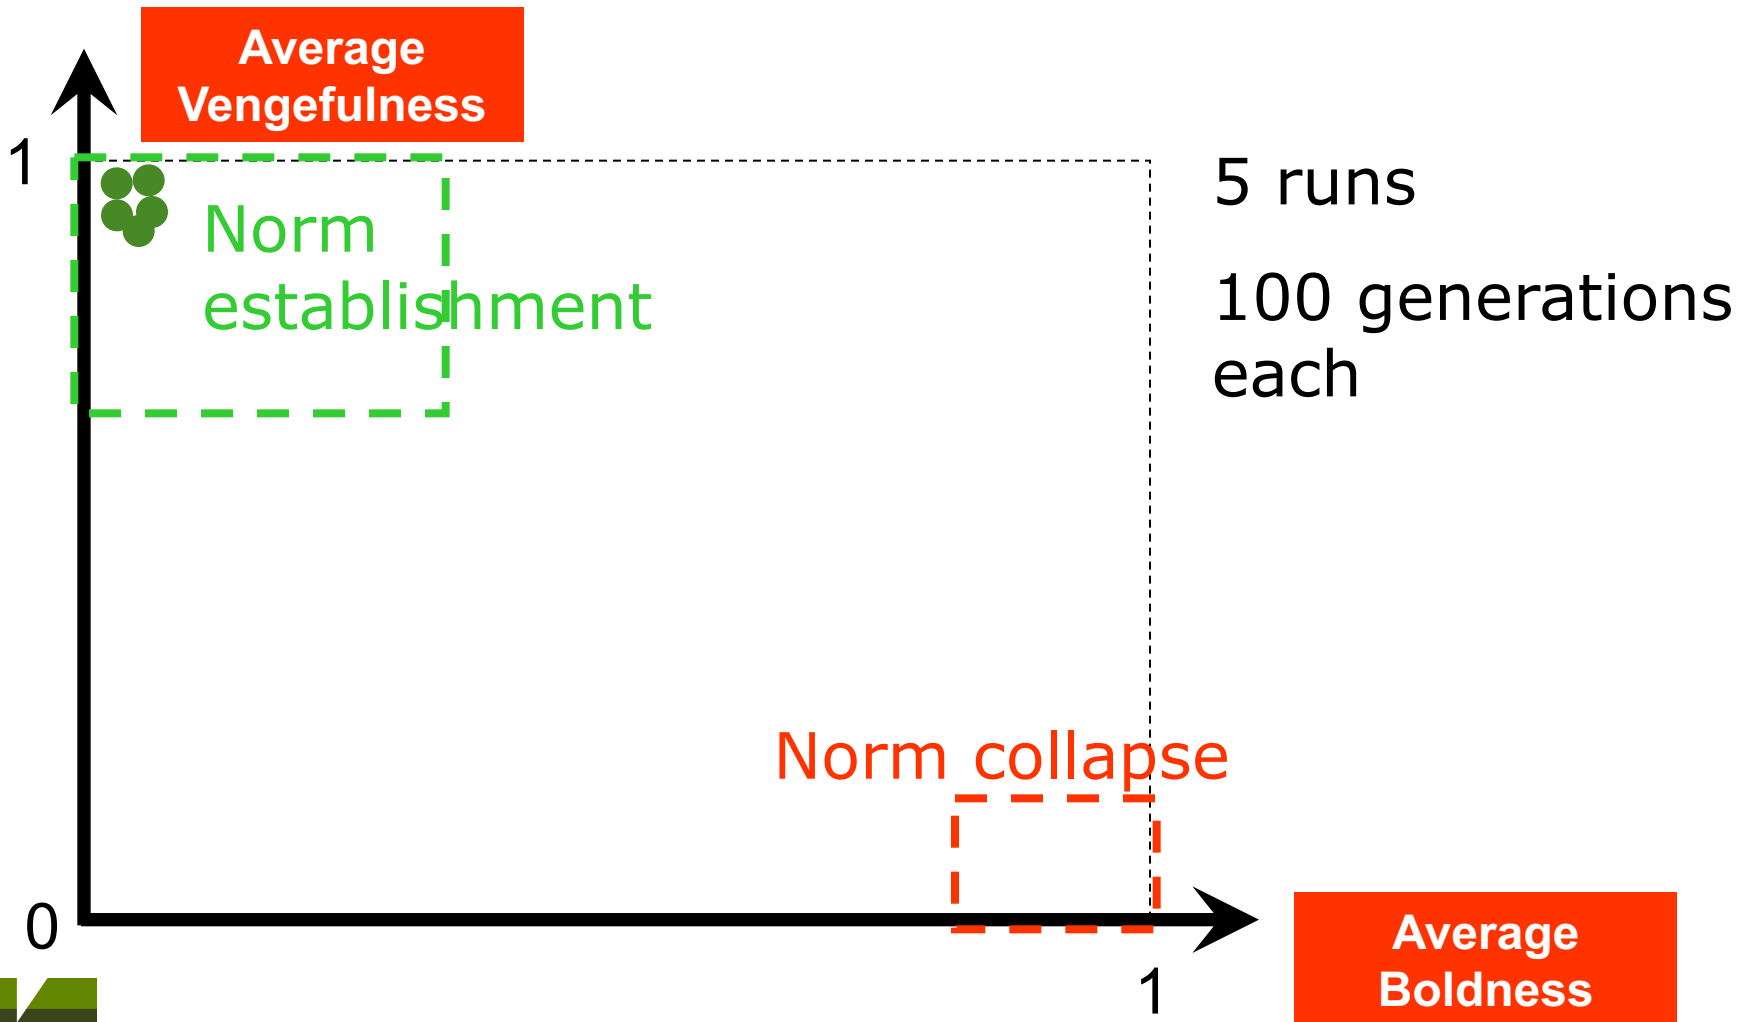 Average
Vengefulness
1
Norm
establishment
5 runs
100 generations
each
Norm collapse
0
1
Average
Boldness